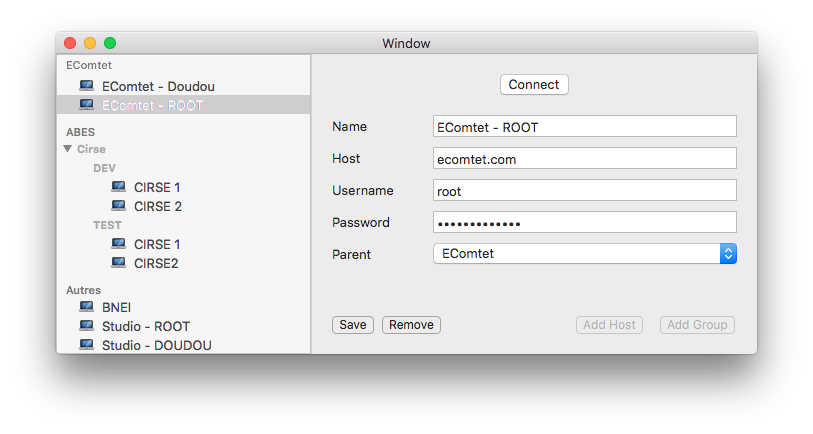 Window
EComtet
EComtet - Doudou
EComtet - ROOT
ABES
Cirse
DEV
CIRSE 1
CIRSE 2
TEST
CIRSE 1
CIRSE2
Autres
BNEI
Studio - ROOT
Studio - DOUDOU
Connect
Name EComtet - ROOT
Host ecomtet.com
Username root
Password •••••••••••••
Parent EComtet
Save Remove Add Host Add Group